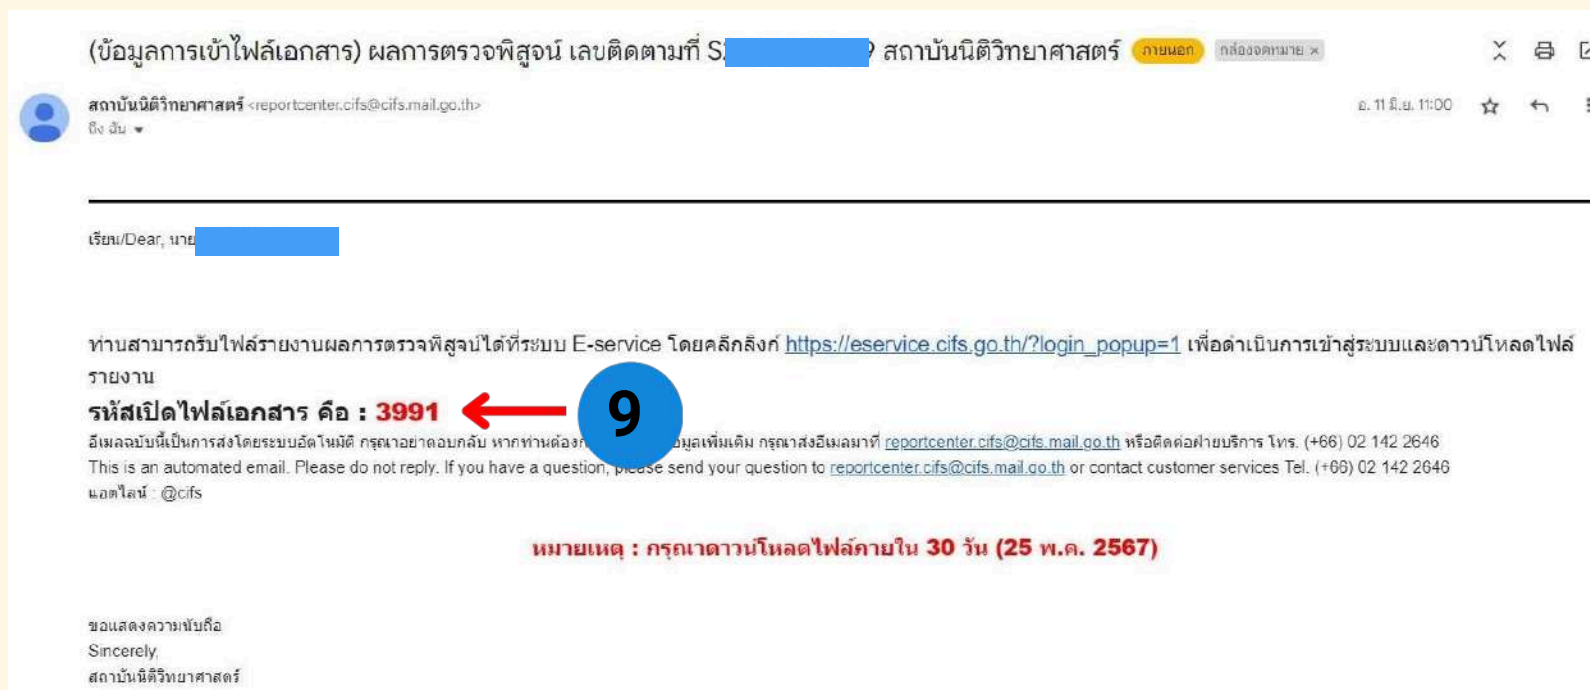 (ข้อมูลการเข้าไฟล์เอกสาร) ผลการตรวจพิสูจน์ เลขติดตามที่ S 9 สถาบันนิติวิทยาศาสตร์ ภายนอก กล่องจดหมาย ×
สถาบันนิติวิทยาศาสตร์ <reportcenter.cifs@cifs.mail.go.th>
อ. 11 มิ.ย. 11:00
ถึง ฉัน
เรียน/Dear, นาย
ท่านสามารถรับไฟล์รายงานผลการตรวจพิสูจน์ได้ที่ระบบ E-service โดยคลิกลิงก์ https://eservice.cifs.go.th/?login_popup=1 เพื่อดำเนินการเข้าสู่ระบบและดาวน์โหลดไฟล์
รายงาน
รหัสเปิดไฟล์เอกสาร คือ : 3991
9
อีเมลฉบับนี้เป็นการส่งโดยระบบอัตโนมัติ กรุณาอย่าตอบกลับ หากท่านต้อง เพิ่มเติม กรุณาส่งอีเมลมาที่ reportcenter.cifs@cifs.mail.go.th หรือติดต่อฝ่ายบริการ โทร. (+66) 02 142 2646
This is an automated email. Please do not reply. If you have a question, please send your question to reportcenter.cifs@cifs.mail.go.th or contact customer services Tel. (+66) 02 142 2646
แอดไลน์ : @cifs
หมายเหตุ : กรุณาดาวน์โหลดไฟล์ภายใน 30 วัน (25 พ.ค. 2567)
ขอแสดงความนับถือ
Sincerely,
สถาบันนิติวิทยาศาสตร์